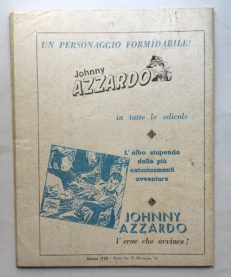 UN PERSONAGGIO FORMIDABILE!
Johnny
AZZARDO
in tutte le edicole
L'albo stupendo
dalle più
entusiasmanti
avventure
JOHNNY
AZZARDO
l'eroe che avvince!